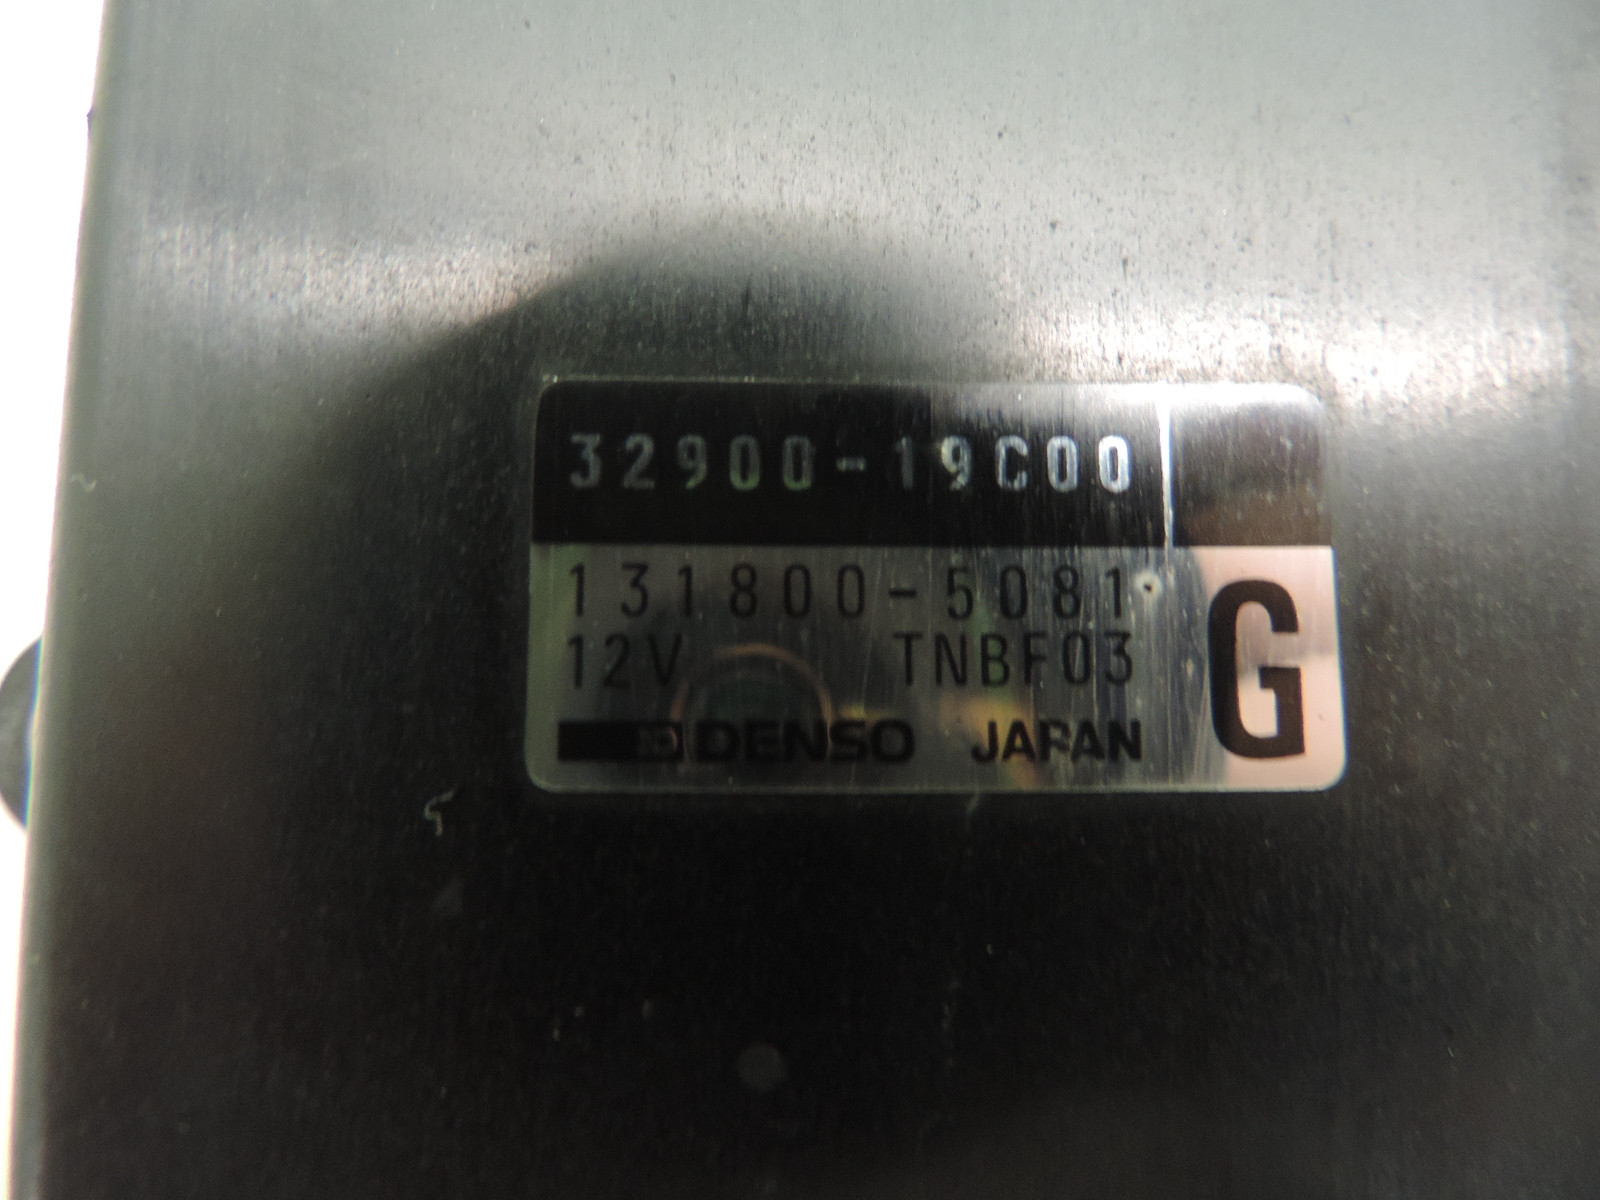 32900-19C00
131800-5081
12V TNBF03
DENSO JAPAN
G